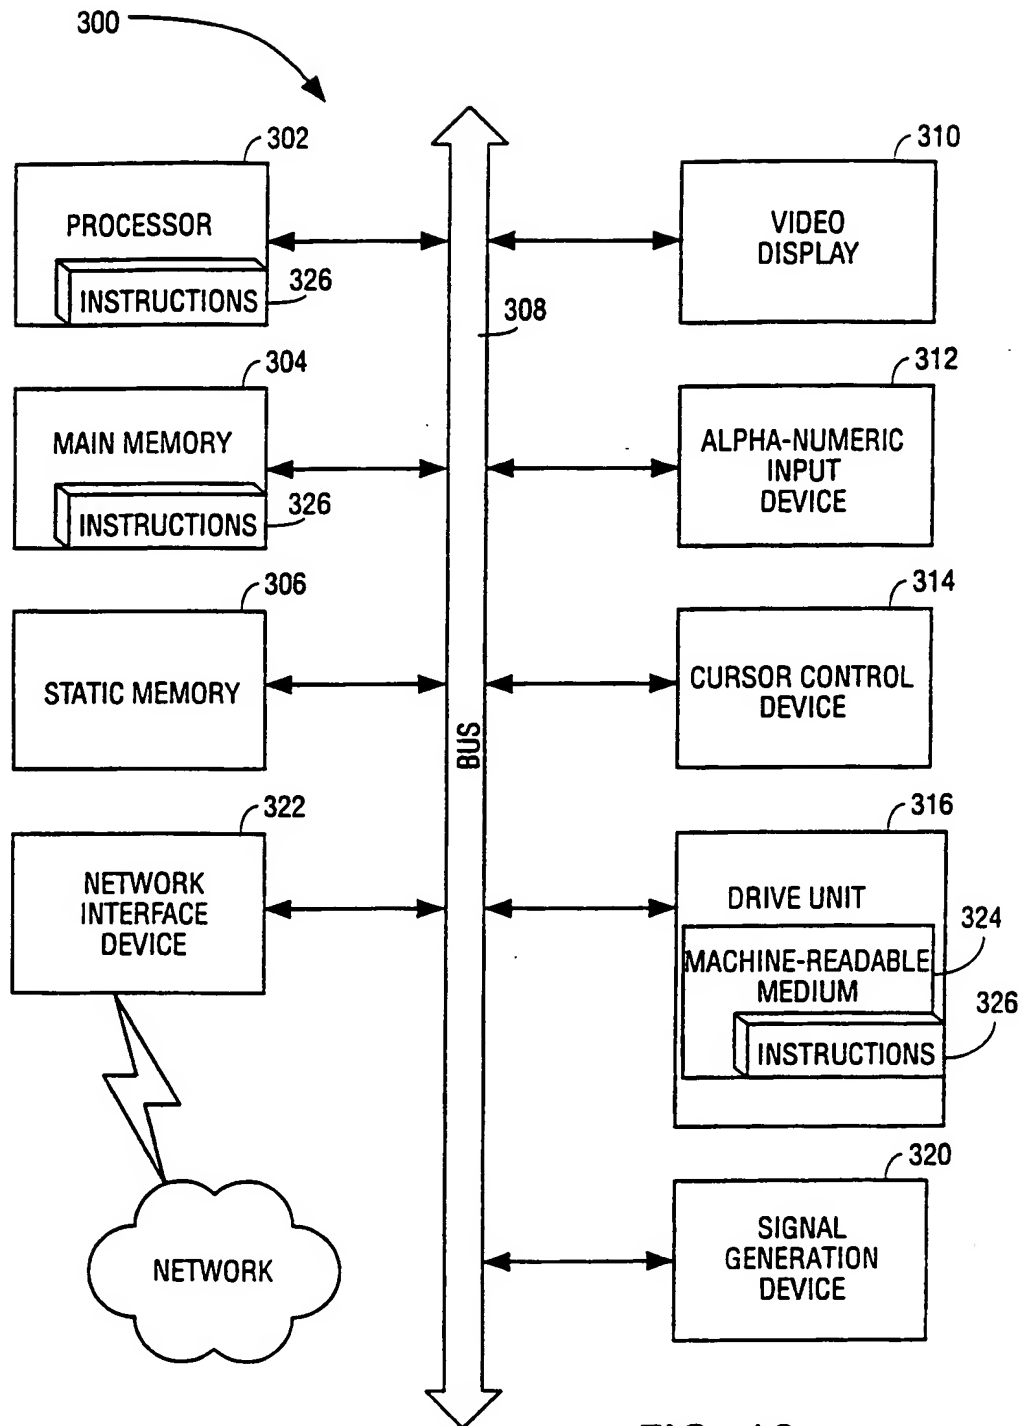 300
302
PROCESSOR
INSTRUCTIONS
326
304
MAIN MEMORY
INSTRUCTIONS
326
306
STATIC MEMORY
322
NETWORK
INTERFACE
DEVICE
NETWORK
308
BUS
310
VIDEO
DISPLAY
312
ALPHA-NUMERIC
INPUT
DEVICE
314
CURSOR CONTROL
DEVICE
316
DRIVE UNIT
324
MACHINE-READABLE
MEDIUM
326
INSTRUCTIONS
320
SIGNAL
GENERATION
DEVICE